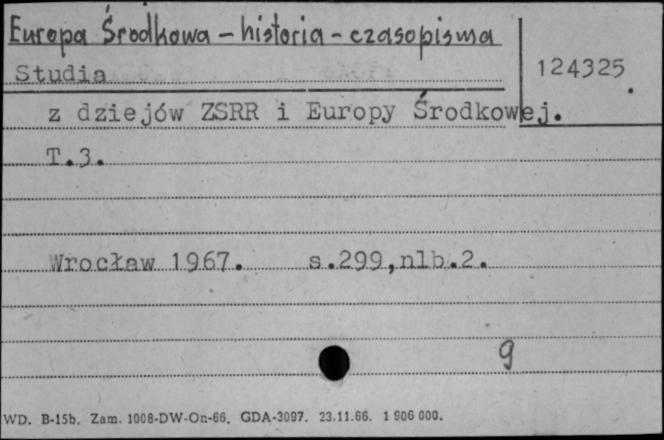 Europa Środkowa - historia - czasopisma
Studia
124325
z dziejów ZSRR i Europy Środkowej.
T.3.
Wrocław 1967. s.299,nlb.2.
9
WD. B-15b. Zam. 1008-DW-On-66. GDA-3097. 23.11.66. 1 906 000.